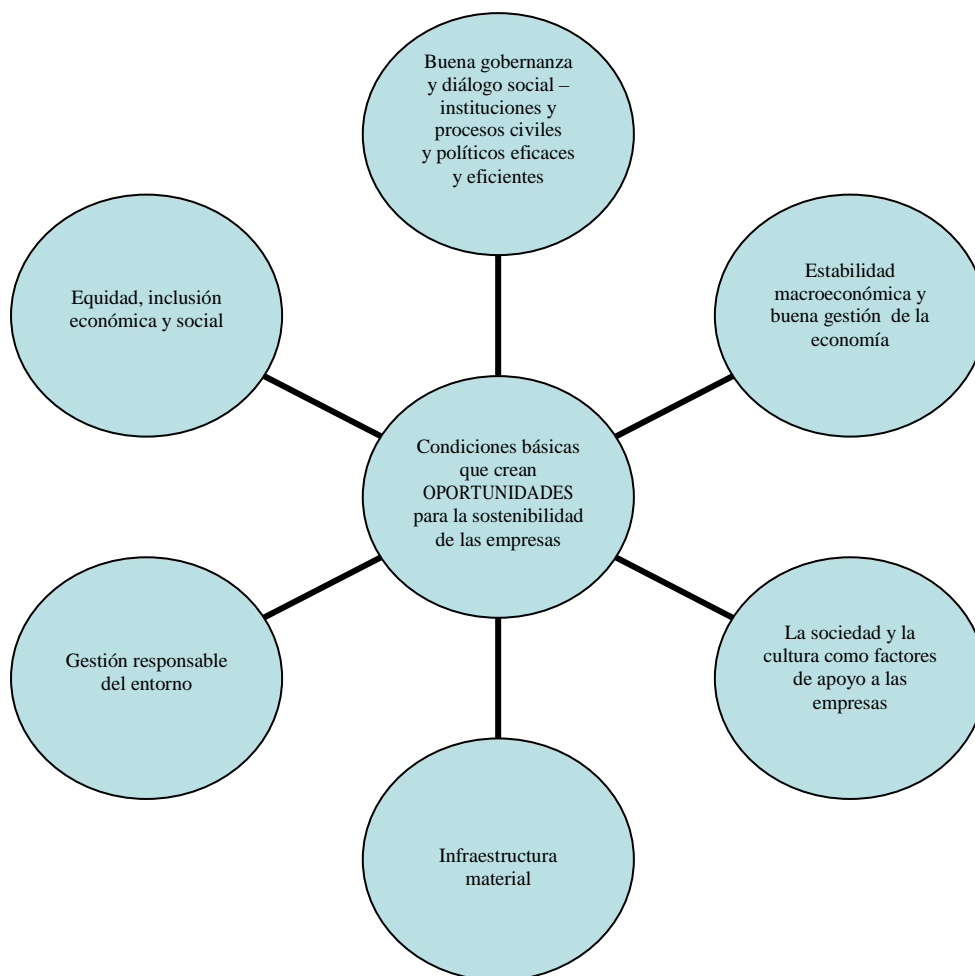 Buena gobernanza
y diálogo social –
instituciones y
procesos civiles
y políticos eficaces
y eficientes
Equidad, inclusión
económica y social
Estabilidad
macroeconómica y
buena gestión  de la
economía
Condiciones básicas
que crean
OPORTUNIDADES
para la sostenibilidad
de las empresas
Gestión responsable
del entorno
La sociedad y la
cultura como factores
de apoyo a las
empresas
Infraestructura
material